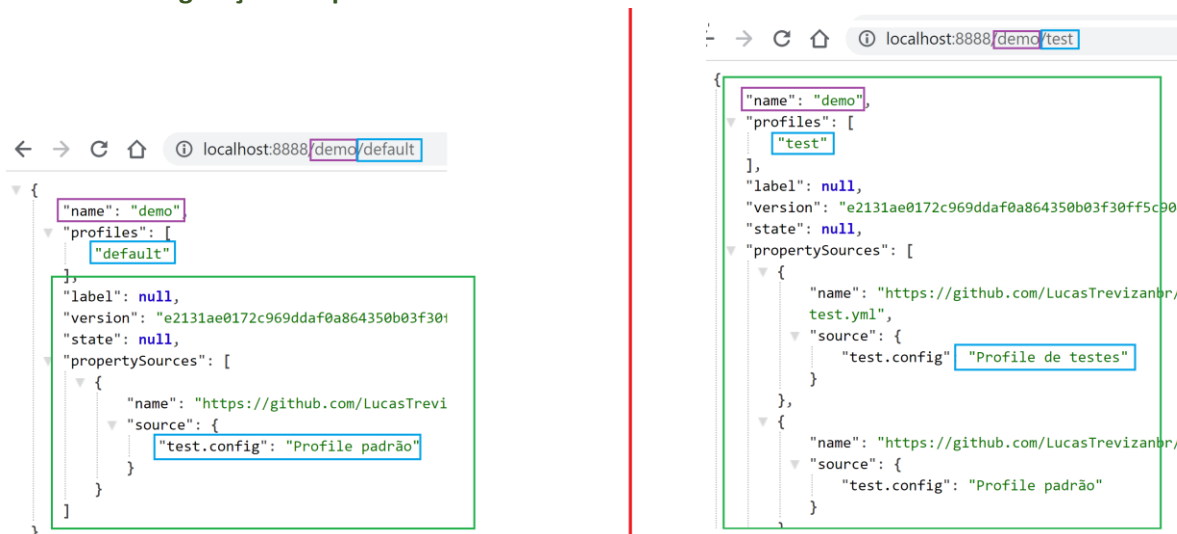 localhost:8888/demo/default
{
"name": "demo",
"profiles": [
"default"
],
"label": null,
"version": "e2131ae0172c969ddaf0a864350b03f30f
"state": null,
"propertySources": [
{
"name": "https://github.com/LucasTrevi
"source": {
"test.config": "Profile padrão"
}
}
]
}
localhost:8888/demo/test
{
"name": "demo",
"profiles": [
"test"
],
"label": null,
"version": "e2131ae0172c969ddaf0a864350b03f30ff5c90
"state": null,
"propertySources": [
{
"name": "https://github.com/LucasTrevizanbr/
test.yml",
"source": {
"test.config" "Profile de testes"
}
},
{
"name": "https://github.com/LucasTrevizanbr/
"source": {
"test.config": "Profile padrão"
}